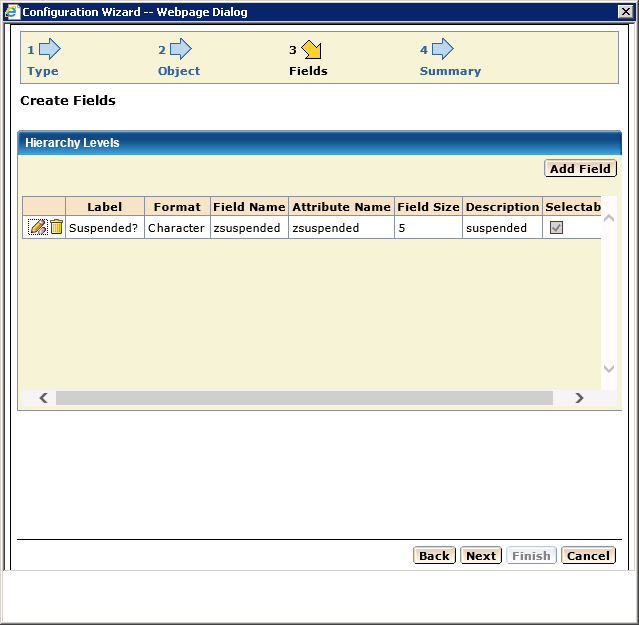 Configuration Wizard -- Webpage Dialog
1 2 3 4
Type Object Fields Summary
Create Fields
Hierarchy Levels
Add Field
Label Format Field Name Attribute Name Field Size Description Selectab
Suspended? Character zsuspended zsuspended 5 suspended
Back Next Finish Cancel